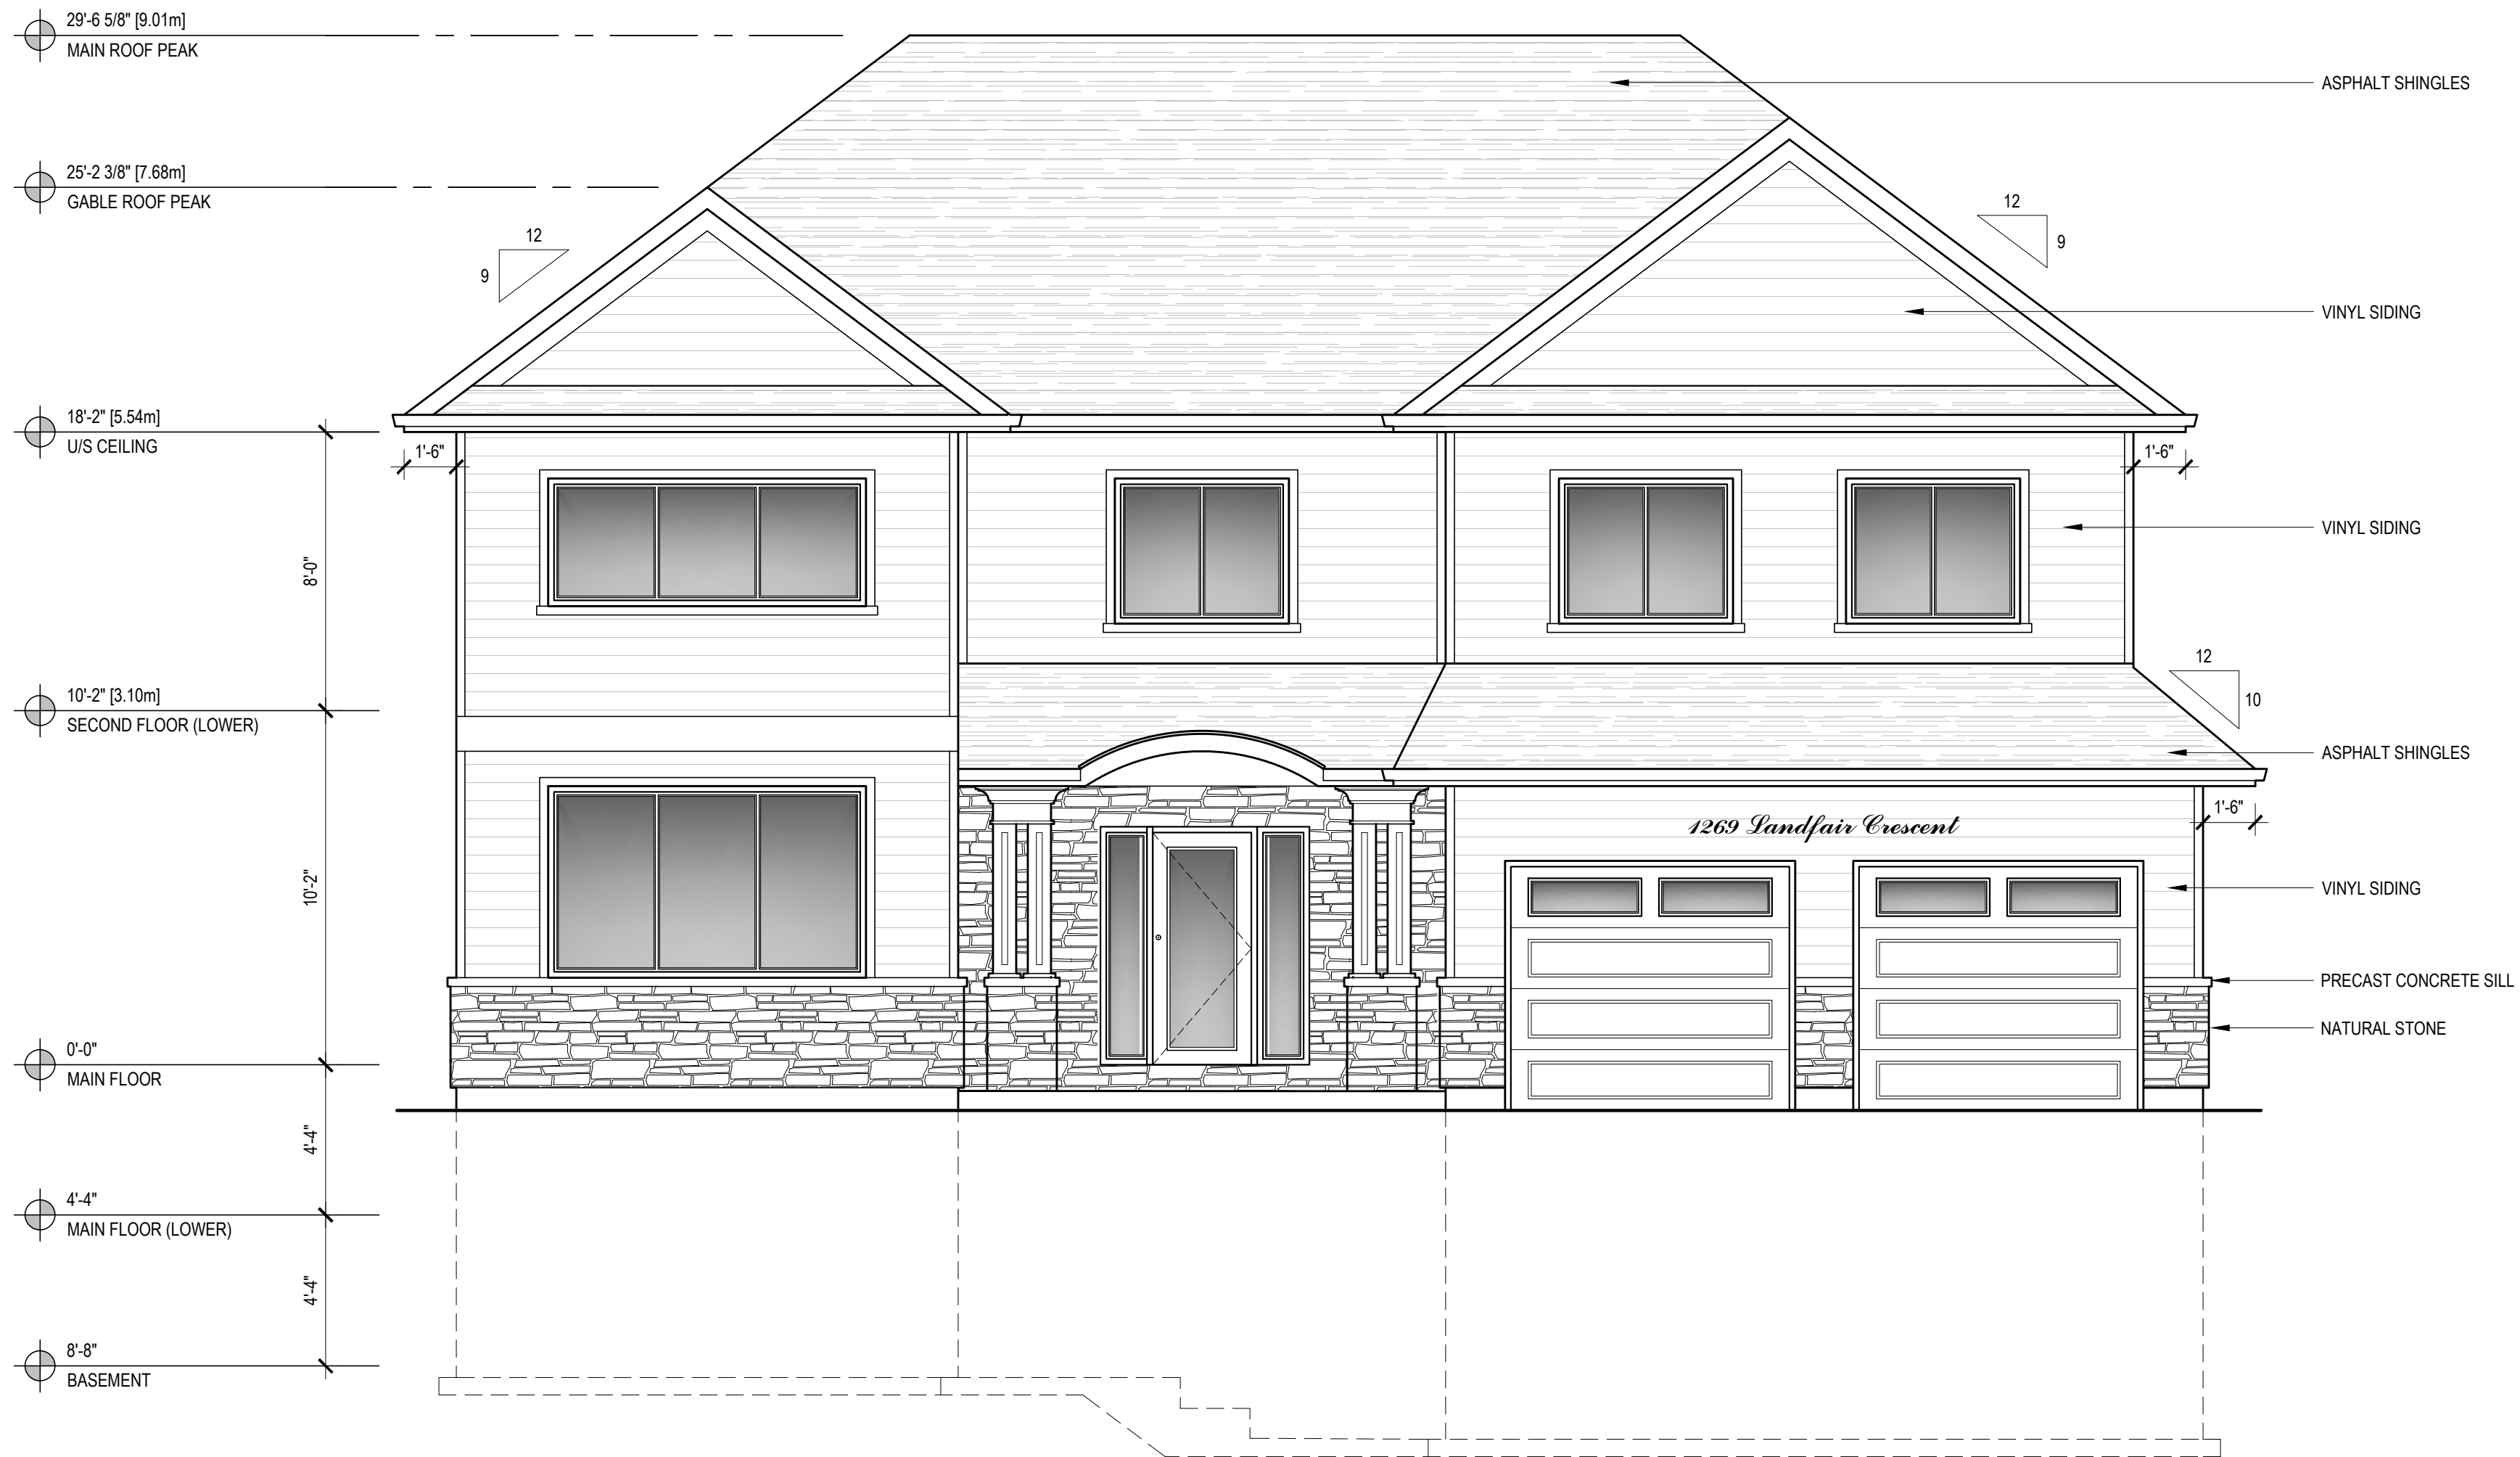 29'-6 5/8" [9.01m]
MAIN ROOF PEAK
ASPHALT SHINGLES
25'-2 3/8" [7.68m]
GABLE ROOF PEAK
12
9
12
9
VINYL SIDING
18'-2" [5.54m]
U/S CEILING
1'-6"
1'-6"
VINYL SIDING
8'-0"
10'-2" [3.10m]
SECOND FLOOR (LOWER)
12
10
ASPHALT SHINGLES
1'-6"
1269 Landfair Crescent
10'-2"
VINYL SIDING
PRECAST CONCRETE SILL
NATURAL STONE
0'-0"
MAIN FLOOR
4'-4"
4'-4"
MAIN FLOOR (LOWER)
4'-4"
8'-8"
BASEMENT